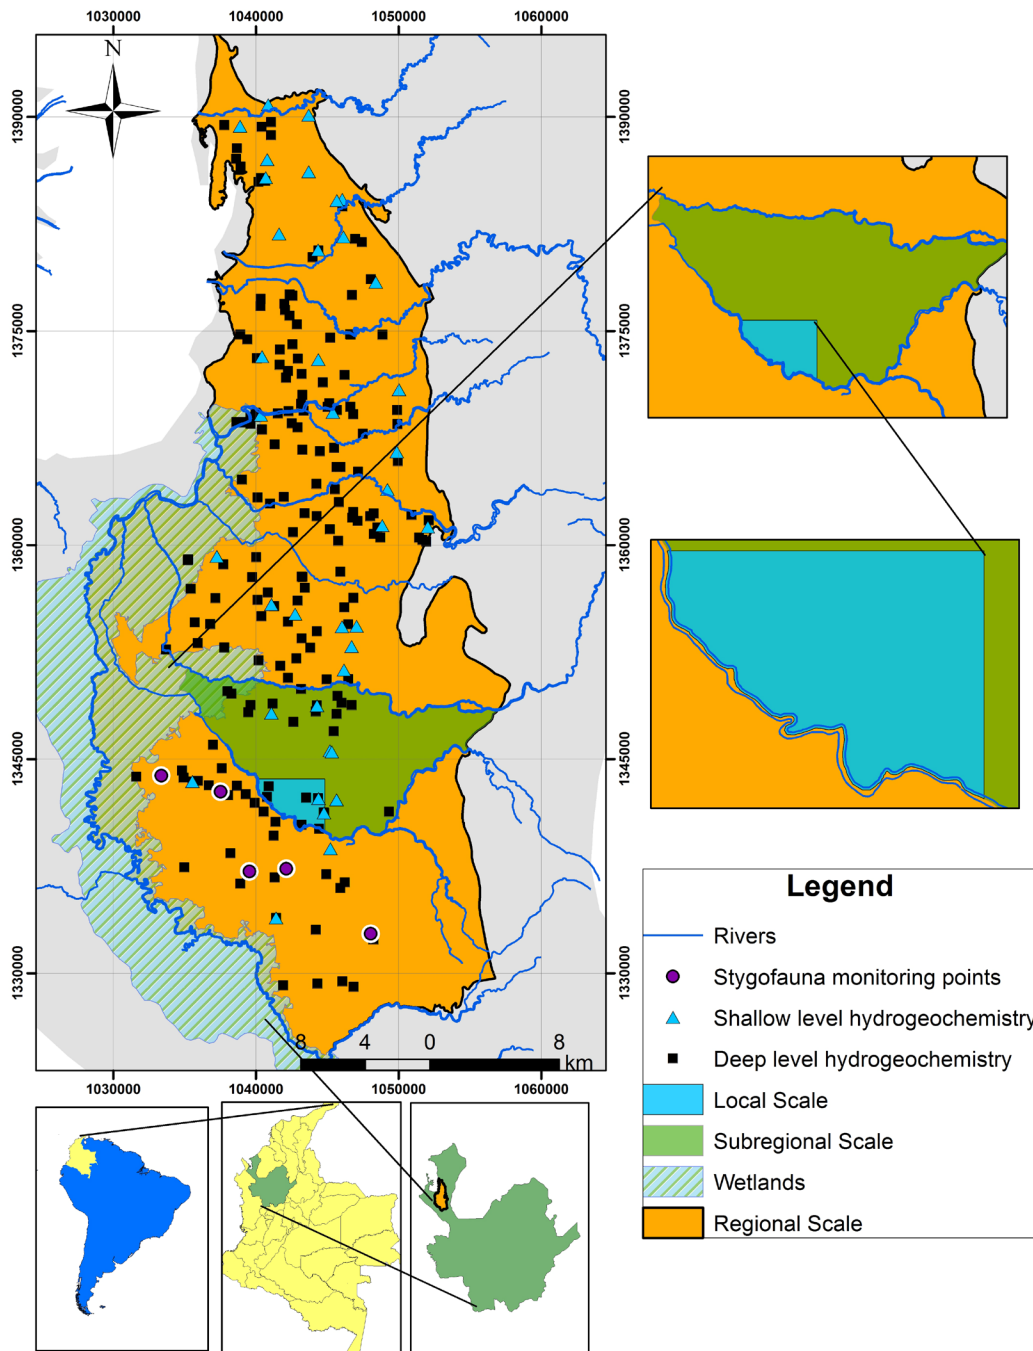 1030000 1040000 1050000 1060000
N
1390000 1390000
1375000 1375000
1360000 1360000
1345000 1345000
1330000 1330000
8 4 0 8
km
1030000 1040000 1050000 1060000
Legend
Rivers
Stygofauna monitoring points
Shallow level hydrogeochemistry
Deep level hydrogeochemistry
Local Scale
Subregional Scale
Wetlands
Regional Scale